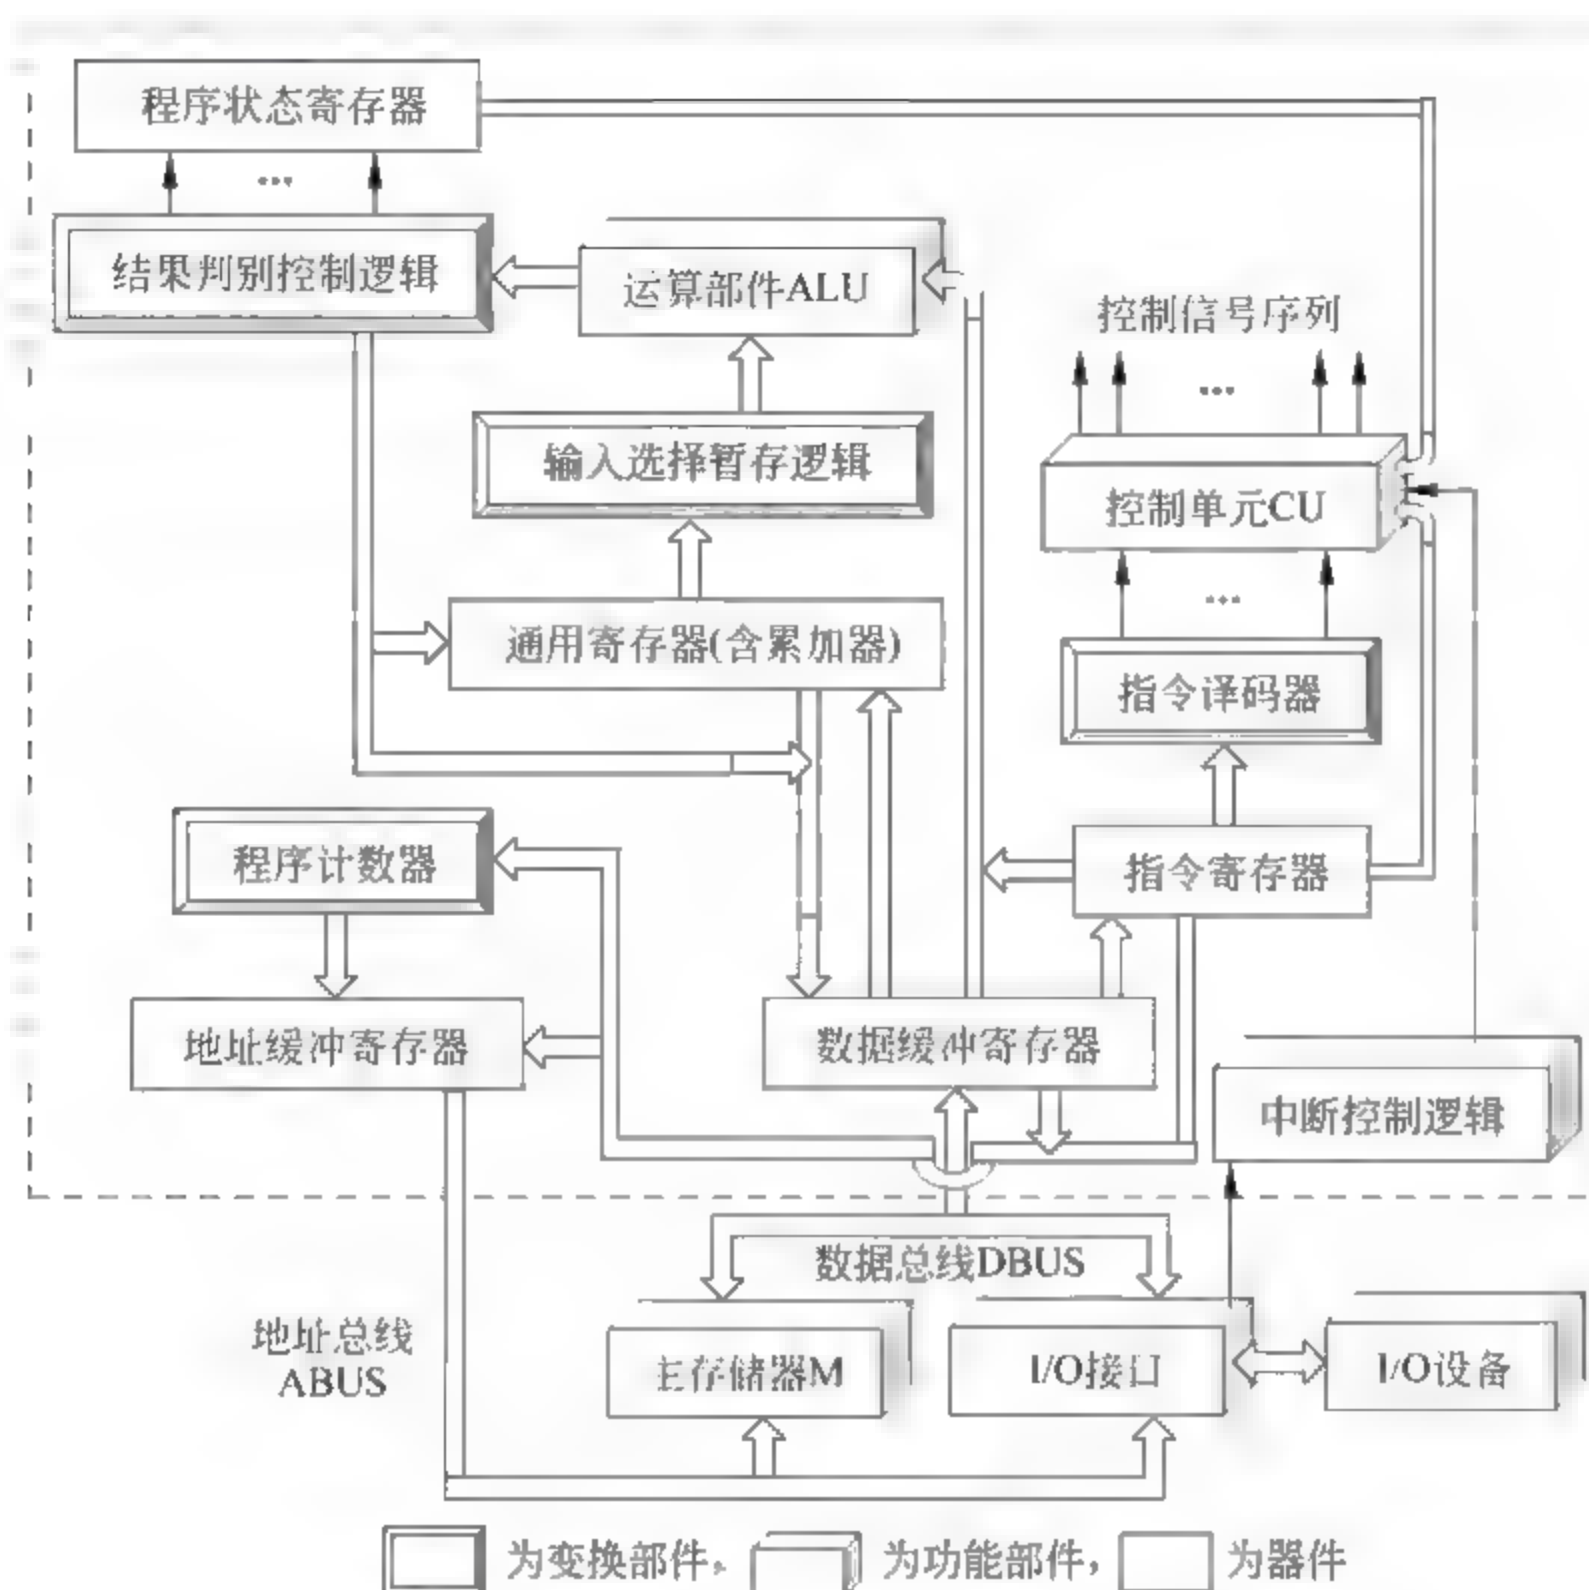 程序状态寄存器
...
结果判别控制逻辑
运算部件ALU
控制信号序列
...
输入选择暂存逻辑
控制单元CU
...
通用寄存器(含累加器)
指令译码器
程序计数器
指令寄存器
地址缓冲寄存器
数据缓冲寄存器
中断控制逻辑
数据总线DBUS
地址总线
ABUS
主存储器M
I/O接口
I/O设备
为变换部件,
为功能部件,
为器件